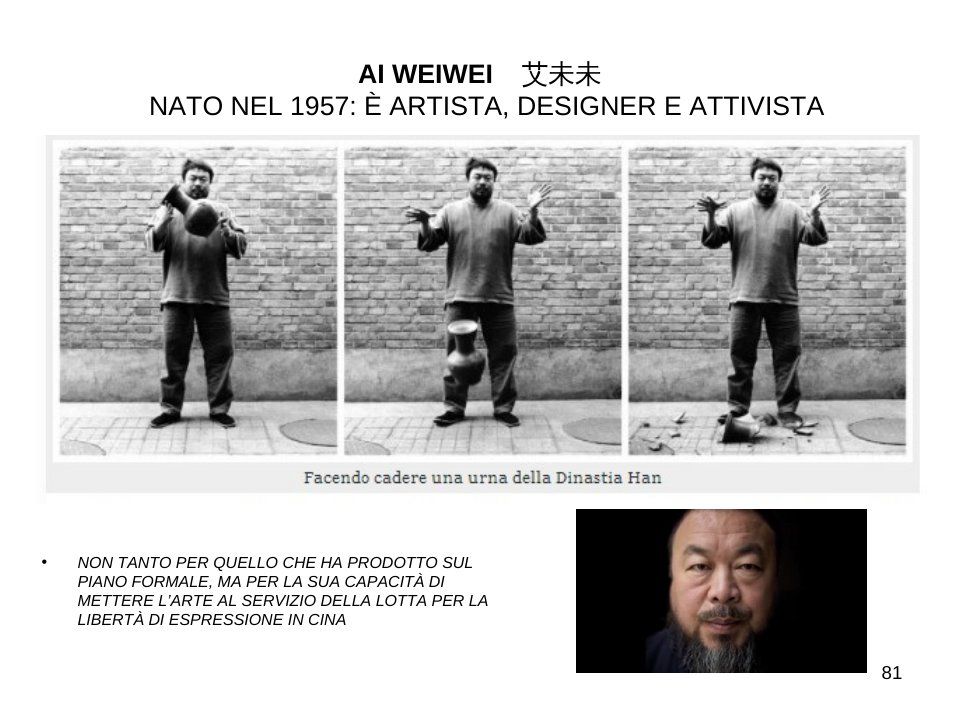 AI WEIWEI 艾未未
NATO NEL 1957: È ARTISTA, DESIGNER E ATTIVISTA
Facendo cadere una urna della Dinastia Han
• NON TANTO PER QUELLO CHE HA PRODOTTO SUL
PIANO FORMALE, MA PER LA SUA CAPACITÀ DI
METTERE L’ARTE AL SERVIZIO DELLA LOTTA PER LA
LIBERTÀ DI ESPRESSIONE IN CINA
81